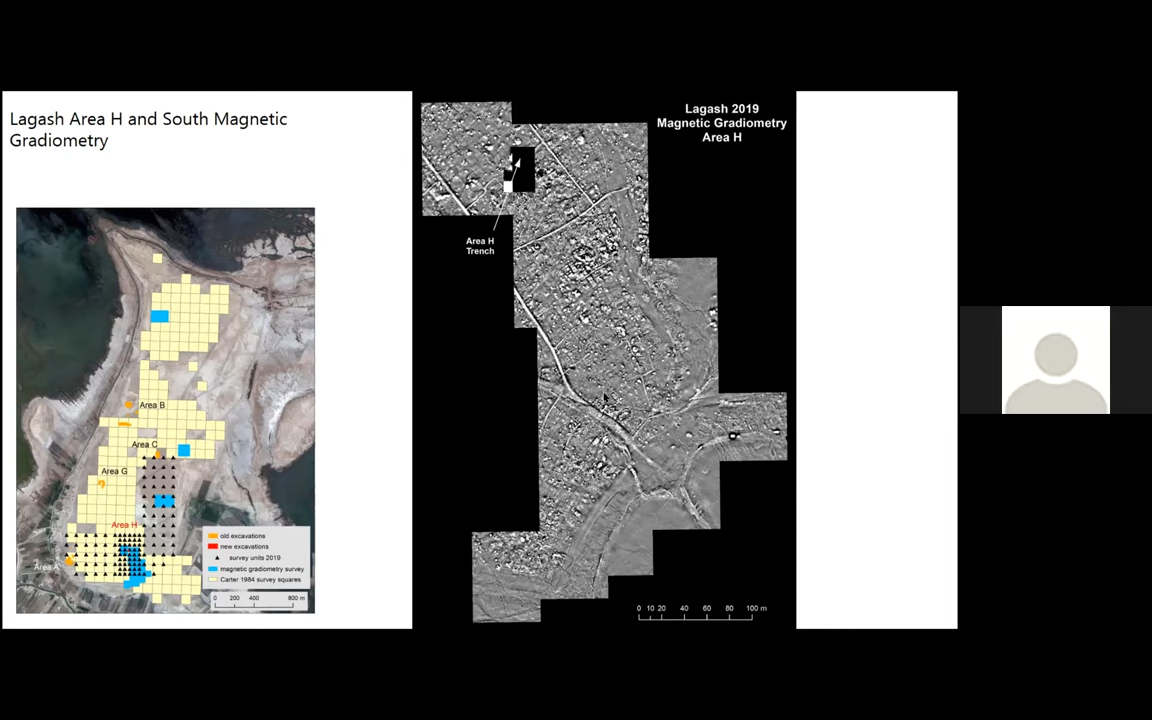 Lagash Area H and South Magnetic
Gradiometry
Area B
Area C
Area G
Area H
Area A
old excavations
new excavations
survey units 2019
magnetic gradiometry survey
Carter 1984 survey squares
0 200 400 800 m
Lagash 2019
Magnetic Gradiometry
Area H
Area H
Trench
0 10 20 40 60 80 100 m